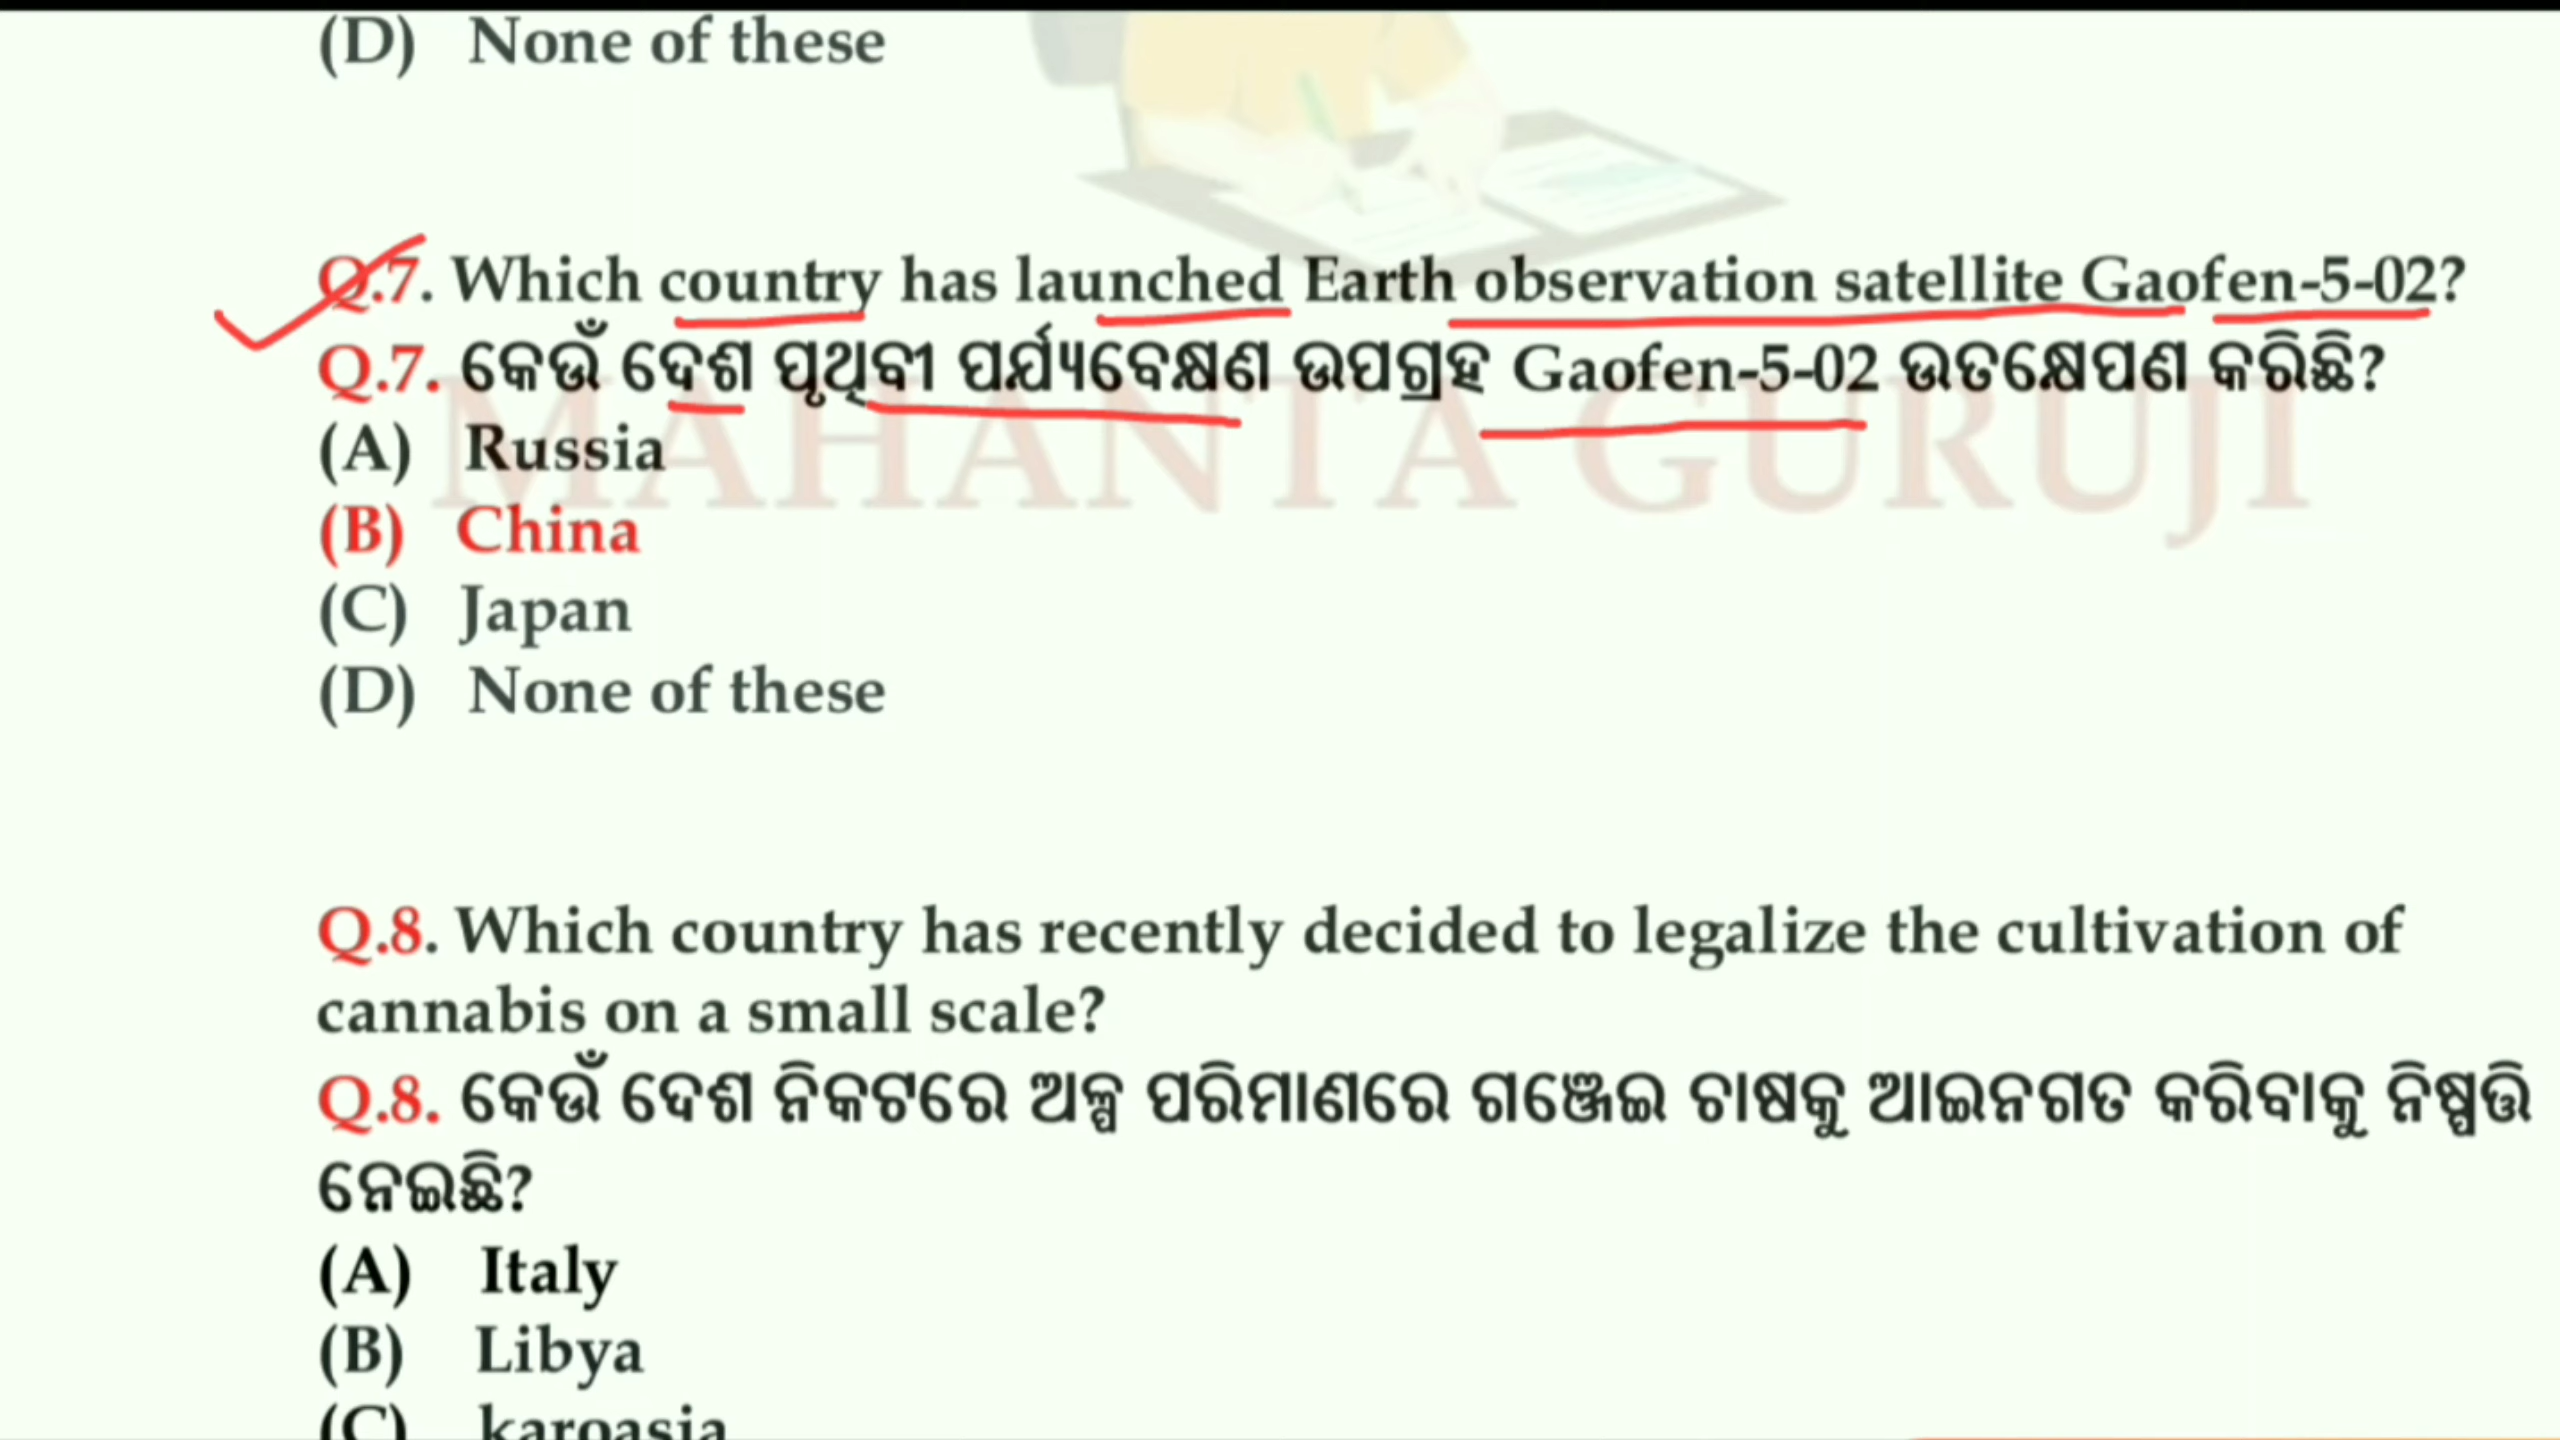 (D) None of these
Q.7. Which country has launched Earth observation satellite Gaofen-5-02?
Q.7. କେଉଁ ଦେଶ ପୃଥିବୀ ପର୍ଯ୍ୟବେକ୍ଷଣ ଉପଗ୍ରହ Gaofen-5-02 ଉତକ୍ଷେପଣ କରିଛି?
MAHANTA GURUJI
(A) Russia
(B) China
(C) Japan
(D) None of these
Q.8. Which country has recently decided to legalize the cultivation of
cannabis on a small scale?
Q.8. କେଉଁ ଦେଶ ନିକଟରେ ଅଳ୍ପ ପରିମାଣରେ ଗଞ୍ଜେଇ ଚାଷକୁ ଆଇନଗତ କରିବାକୁ ନିଷ୍ପତ୍ତି
ନେଇଛି?
(A) Italy
(B) Libya
(C) karoasia